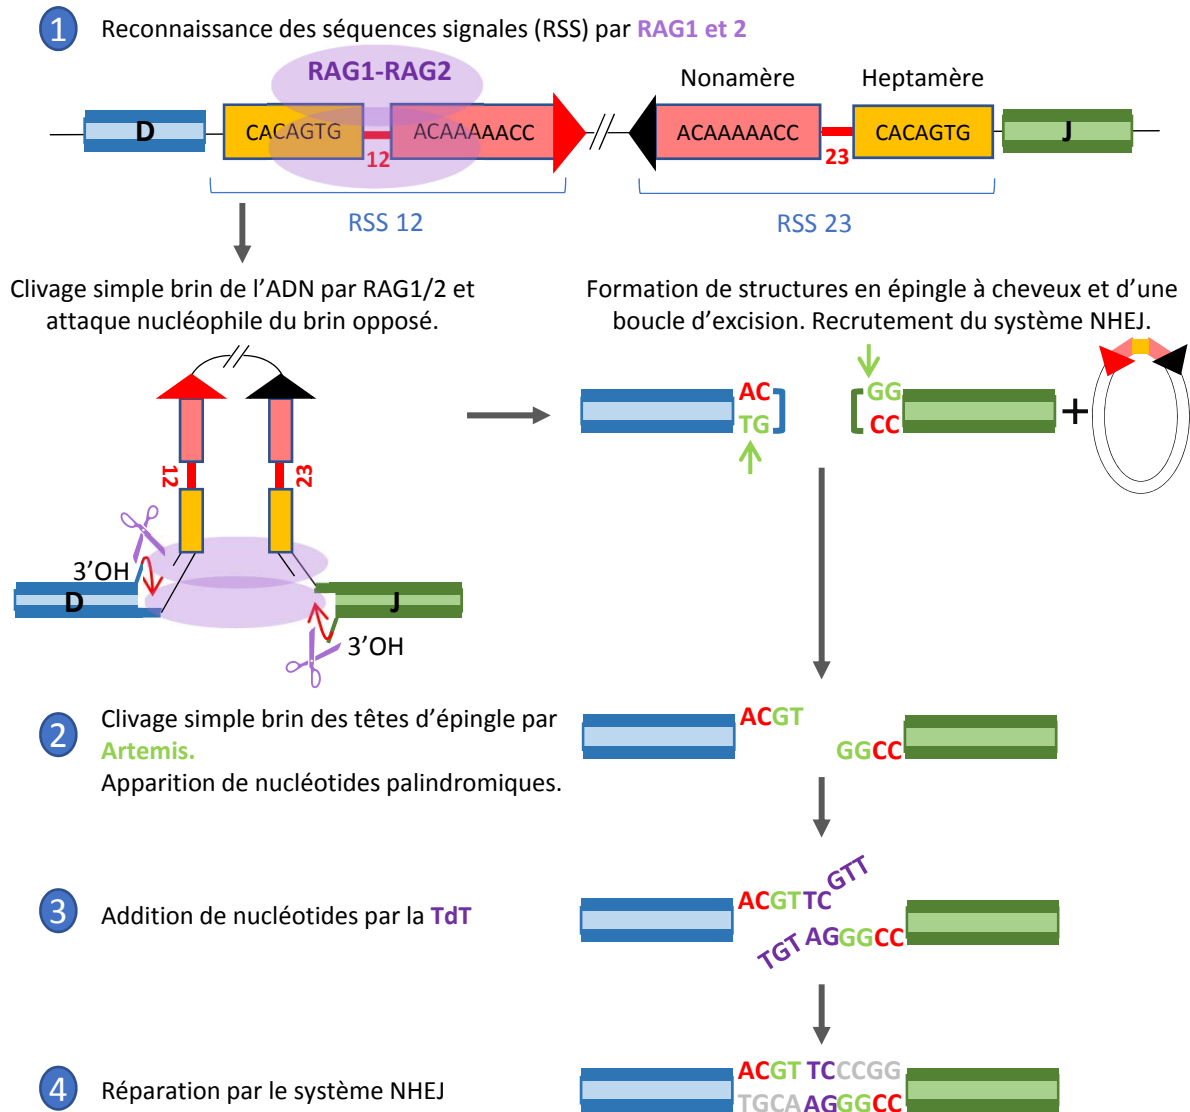 1 Reconnaissance des séquences signales (RSS) par RAG1 et 2
RAG1-RAG2
Nonamère Heptamère
D CACAGTG 12 ACAAAAACC ACAAAAACC 23 CACAGTG J
RSS 12 RSS 23
Clivage simple brin de l'ADN par RAG1/2 et
attaque nucléophile du brin opposé.
Formation de structures en épingle à cheveux et d'une
boucle d'excision. Recrutement du système NHEJ.
12 23
3'OH
D J
3'OH
AC GG
TG CC
+
2 Clivage simple brin des têtes d'épingle par
Artemis.
Apparition de nucléotides palindromiques.
ACGT
GGCC
3 Addition de nucléotides par la TdT
ACGTTCGTT
TGTAGGGCC
4 Réparation par le système NHEJ
ACGT TCCCGG
TGCA AGGGCC